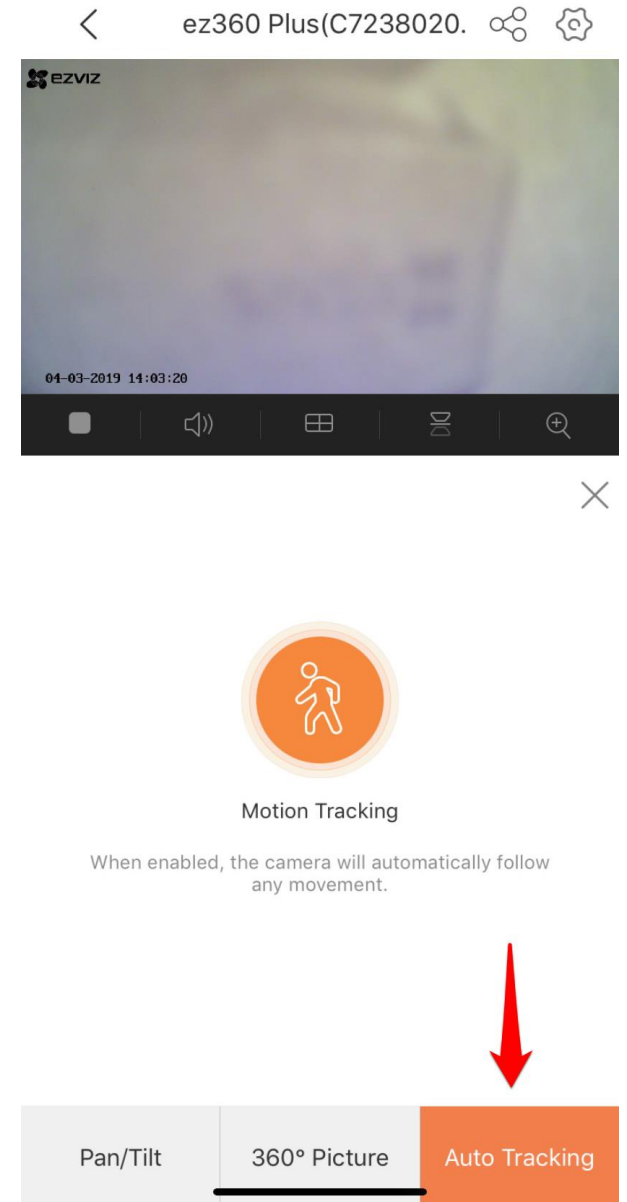 ez360 Plus(C7238020.
ezviz
04-03-2019 14:03:20
Motion Tracking
When enabled, the camera will automatically follow
any movement.
Pan/Tilt
360° Picture
Auto Tracking